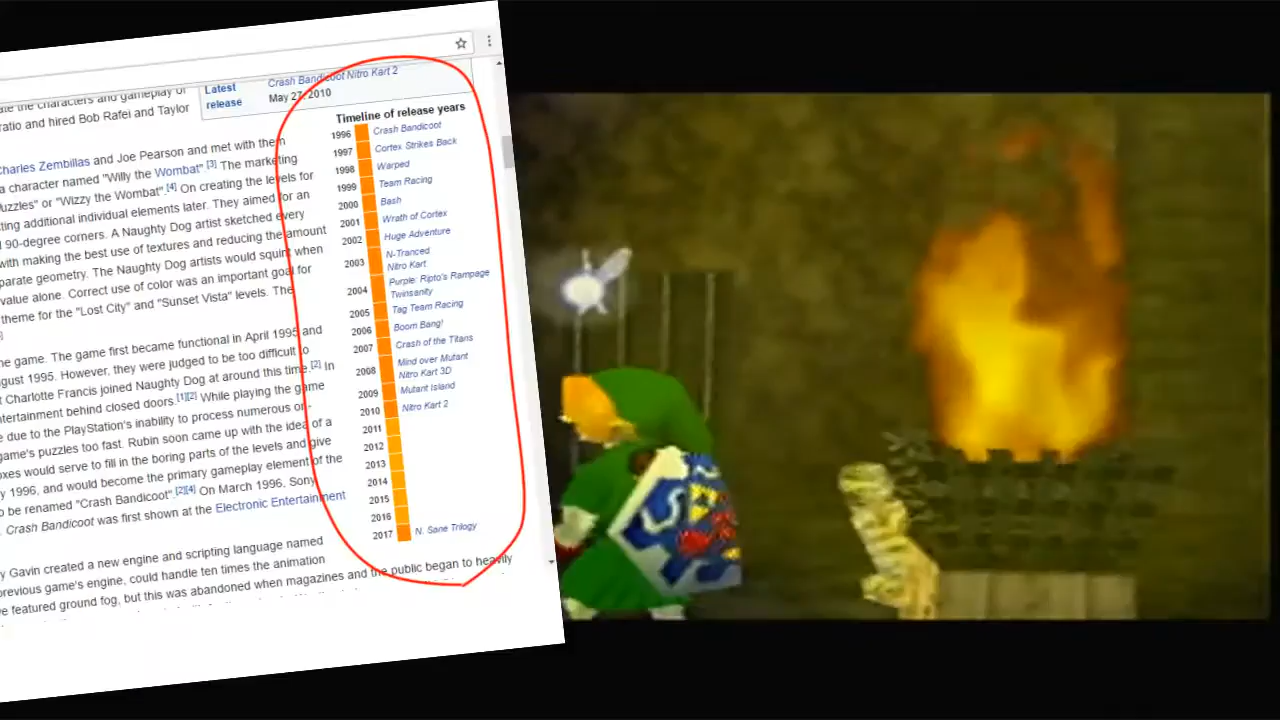 ate the characters and gameplay of
ratio and hired Bob Rafei and Taylor
Charles Zembillas and Joe Pearson and met with them
a character named "Willy the Wombat".[3] The marketing
uzzles" or "Wizzy the Wombat".[4] On creating the levels for
ting additional individual elements later. They aimed for an
90-degree corners. A Naughty Dog artist sketched every
with making the best use of textures and reducing the amount
parate geometry. The Naughty Dog artists would squint when
value alone. Correct use of color was an important goal for
theme for the "Lost City" and "Sunset Vista" levels. The
he game. The game first became functional in April 1995 and
gust 1995. However, they were judged to be too difficult to
Charlotte Francis joined Naughty Dog at around this time.[2] In
ntertainment behind closed doors.[1][2] While playing the game
e due to the PlayStation's inability to process numerous on-
game's puzzles too fast. Rubin soon came up with the idea of a
oxes would serve to fill in the boring parts of the levels and give
y 1996, and would become the primary gameplay element of the
o be renamed "Crash Bandicoot".[2][4] On March 1996, Sony
Crash Bandicoot was first shown at the Electronic Entertainment
y Gavin created a new engine and scripting language named
previous game's engine, could handle ten times the animation
e featured ground fog, but this was abandoned when magazines and the public began to heavily
Latest release
Crash Bandicoot Nitro Kart 2
May 27, 2010
Timeline of release years
1996 Crash Bandicoot
1997 Cortex Strikes Back
1998 Warped
1999 Team Racing
2000 Bash
2001 Wrath of Cortex
2002 Huge Adventure
2003 N-Tranced
Nitro Kart
2004 Purple: Ripto's Rampage
Twinsanity
2005 Tag Team Racing
2006 Boom Bang!
2007 Crash of the Titans
2008 Mind over Mutant
Nitro Kart 3D
2009 Mutant Island
2010 Nitro Kart 2
2011
2012
2013
2014
2015
2016
2017 N. Sane Trilogy